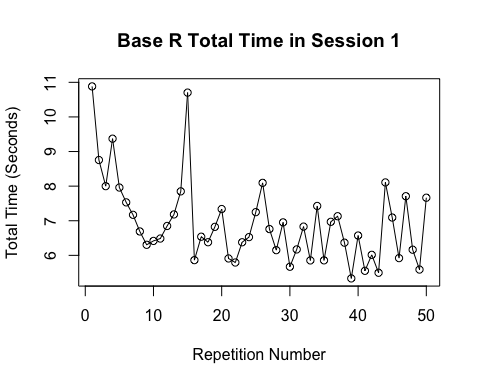 Base R Total Time in Session 1
Total Time (Seconds)
11
10
9
8
7
6
0 10 20 30 40 50
Repetition Number